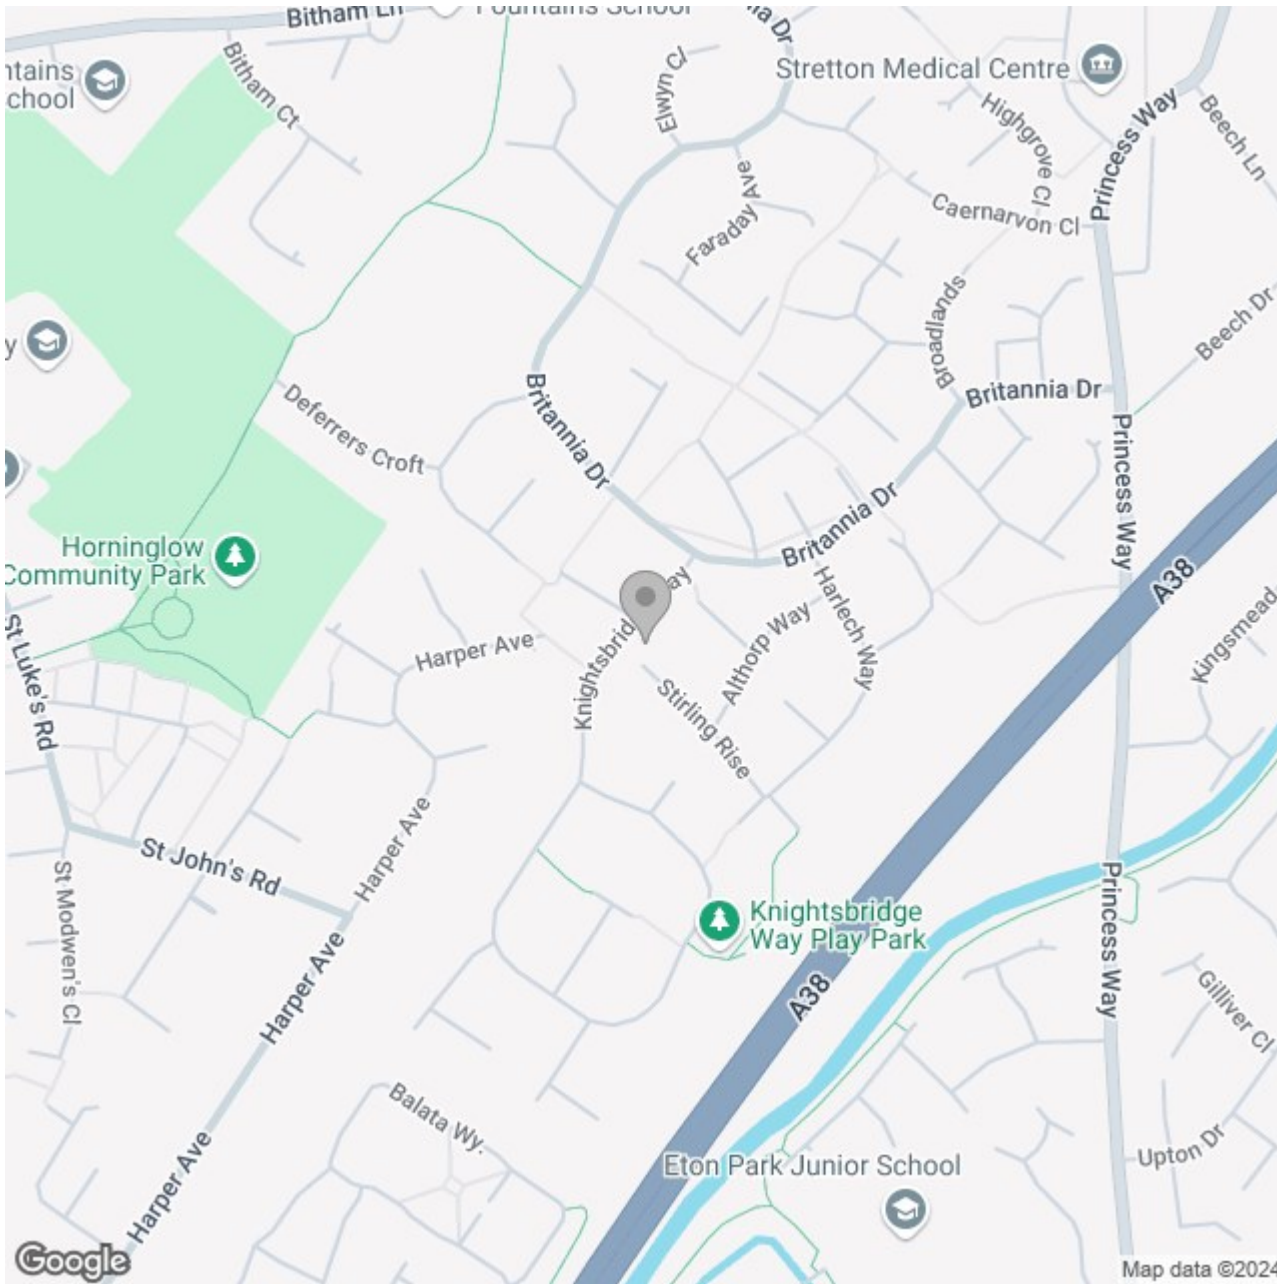 Bitham Ln
Fountains School
Elwyn Cl
Stretton Medical Centre
Bitham Ct
Highgrove Cl
Princess Way
Beech Ln
Faraday Ave
Caernarvon Cl
Broadlands
Beech Dr
Deferrers Croft
Britannia Dr
Britannia Dr
Princess Way
Horninglow
Community Park
Britannia Dr
A38
St Luke's Rd
Harper Ave
Harlech Way
Althorp Way
Kingsmead
Stirling Rise
St John's Rd
Harper Ave
St Modwen's Cl
Knightsbridge
Way Play Park
Princess Way
Harper Ave
A38
Gilliver Cl
Balata Wy.
Upton Dr
Eton Park Junior School
Harper Ave
Google
Map data ©2024